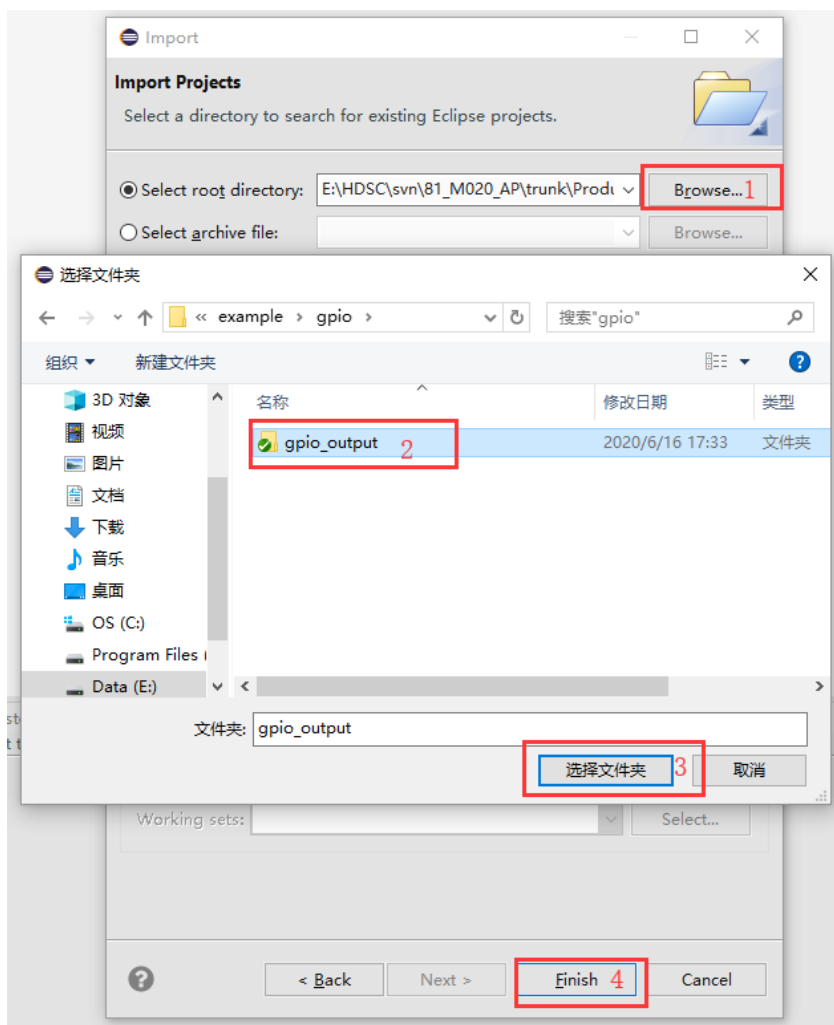 Import
Import Projects
Select a directory to search for existing Eclipse projects.
Select root directory: E:\HDSC\svn\81_M020_AP\trunk\Produ Browse... 1
Select archive file: Browse...
选择文件夹
« example › gpio › 搜索"gpio"
组织 新建文件夹
名称 修改日期 类型
3D 对象
视频
图片
文档
下载
音乐
桌面
OS (C:)
Program Files
Data (E:)
gpio_output 2 2020/6/16 17:33 文件夹
文件夹: gpio_output
选择文件夹 3 取消
Working sets: Select...
< Back Next > Finish 4 Cancel